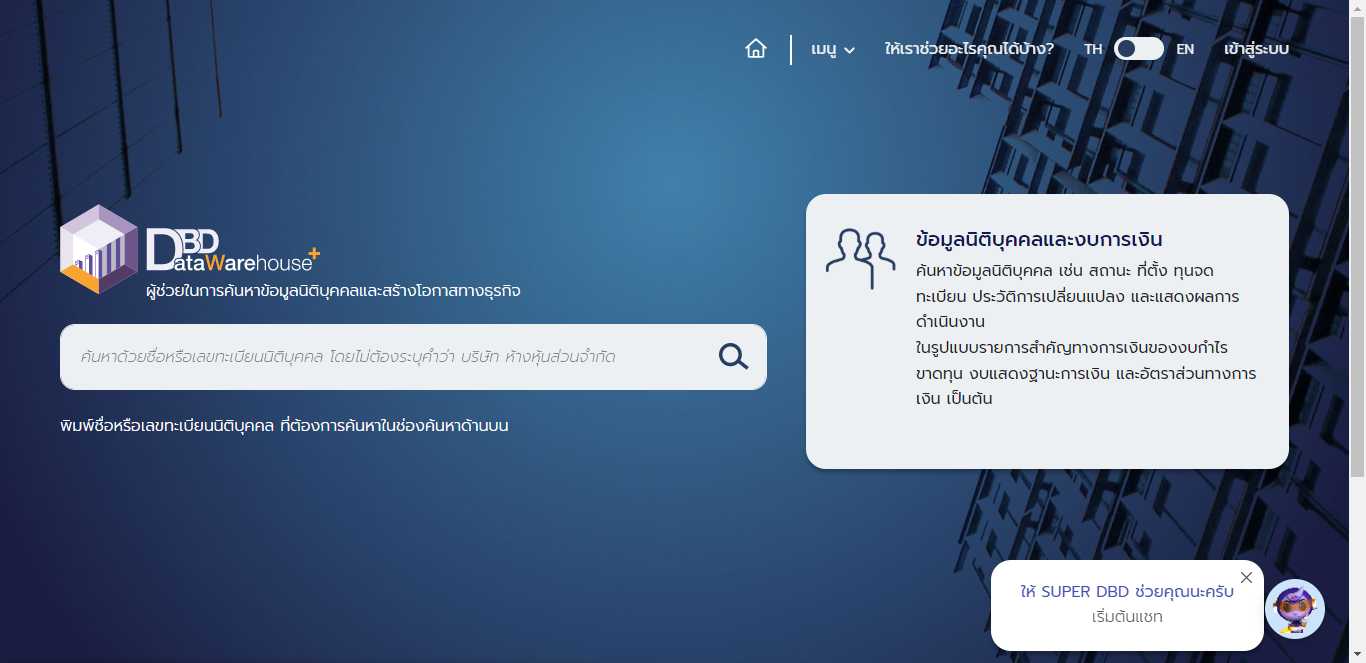 เมนู
ให้เราช่วยอะไรคุณได้บ้าง?
TH
EN
เข้าสู่ระบบ
DBD
DataWarehouse+
ผู้ช่วยในการค้นหาข้อมูลนิติบุคคลและสร้างโอกาสทางธุรกิจ
ค้นหาด้วยชื่อหรือเลขทะเบียนนิติบุคคล โดยไม่ต้องระบุคำว่า บริษัท ห้างหุ้นส่วนจำกัด
พิมพ์ชื่อหรือเลขทะเบียนนิติบุคคล ที่ต้องการค้นหาในช่องค้นหาด้านบน
ข้อมูลนิติบุคคลและงบการเงิน
ค้นหาข้อมูลนิติบุคคล เช่น สถานะ ที่ตั้ง ทุนจด
ทะเบียน ประวัติการเปลี่ยนแปลง และแสดงผลการ
ดำเนินงาน
ในรูปแบบรายการสำคัญทางการเงินของงบกำไร
ขาดทุน งบแสดงฐานะการเงิน และอัตราส่วนทางการ
เงิน เป็นต้น
ให้ SUPER DBD ช่วยคุณนะครับ
เริ่มต้นแชท